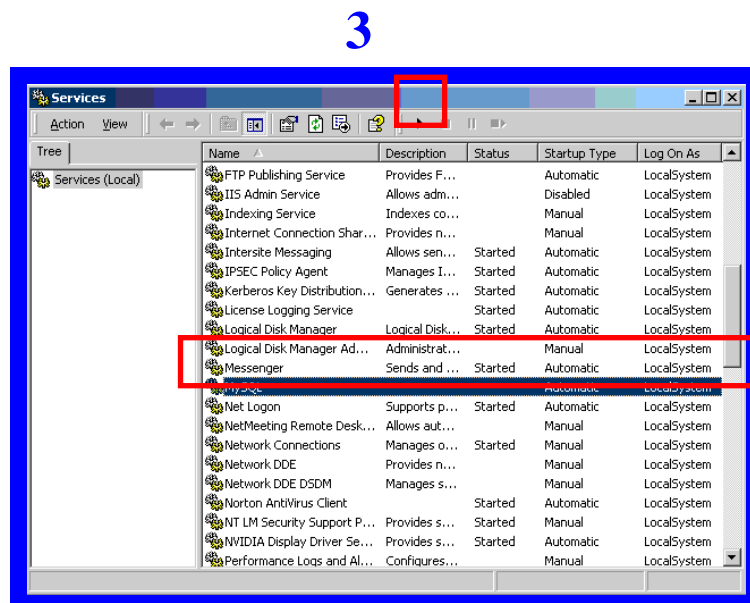 3
Services
Action View
Tree
Services (Local)
Name Description Status Startup Type Log On As
FTP Publishing Service Provides F... Automatic LocalSystem
IIS Admin Service Allows adm... Disabled LocalSystem
Indexing Service Indexes co... Manual LocalSystem
Internet Connection Shar... Provides n... Manual LocalSystem
Intersite Messaging Allows sen... Started Automatic LocalSystem
IPSEC Policy Agent Manages I... Started Automatic LocalSystem
Kerberos Key Distribution... Generates ... Started Automatic LocalSystem
License Logging Service Started Automatic LocalSystem
Logical Disk Manager Logical Disk... Started Automatic LocalSystem
Logical Disk Manager Ad... Administrat... Manual LocalSystem
Messenger Sends and ... Started Automatic LocalSystem
MySQL Automatic LocalSystem
Net Logon Supports p... Started Automatic LocalSystem
NetMeeting Remote Desk... Allows aut... Manual LocalSystem
Network Connections Manages o... Started Manual LocalSystem
Network DDE Provides n... Manual LocalSystem
Network DDE DSDM Manages s... Manual LocalSystem
Norton AntiVirus Client Started Automatic LocalSystem
NT LM Security Support P... Provides s... Started Manual LocalSystem
NVIDIA Display Driver Se... Provides s... Started Automatic LocalSystem
Performance Logs and Al... Configures... Manual LocalSystem